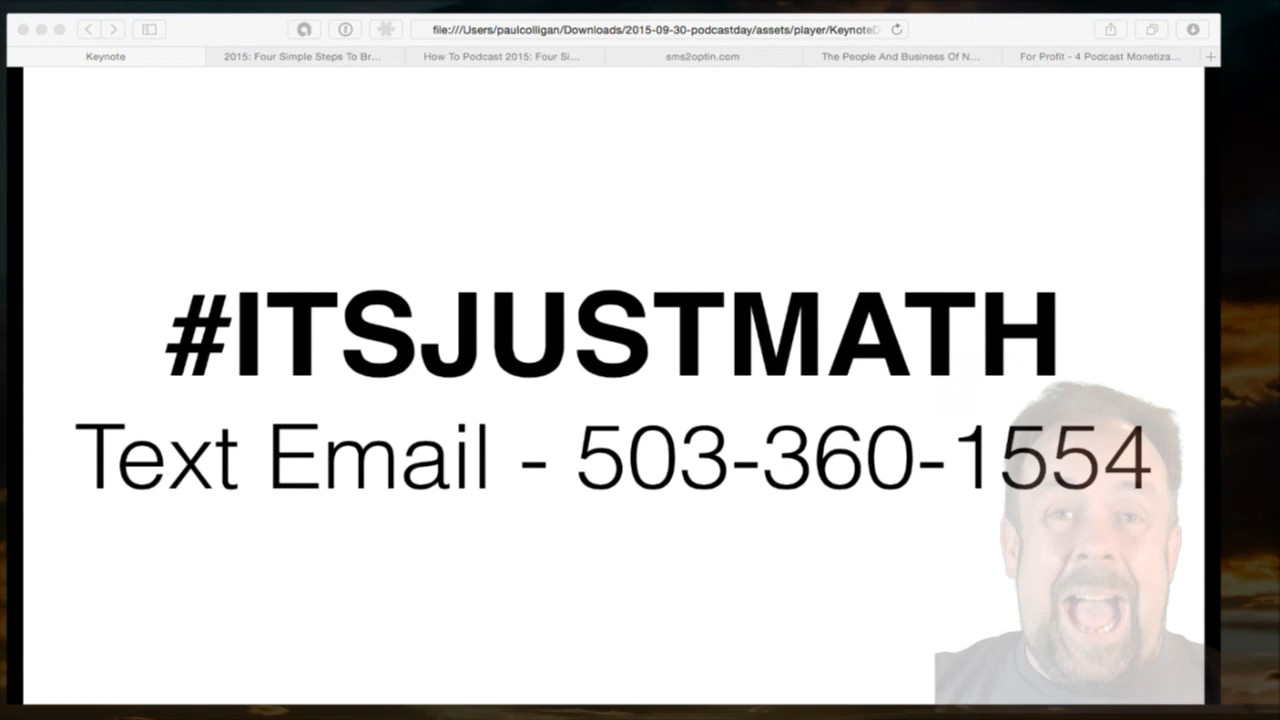 file:///Users/paulcolligan/Downloads/2015-09-30-podcastday/assets/player/KeynoteD
Keynote
2015: Four Simple Steps To Br...
How To Podcast 2015: Four Si...
sms2optin.com
The People And Business Of N...
For Profit - 4 Podcast Monetiza...
#ITSJUSTMATH
Text Email - 503-360-1554